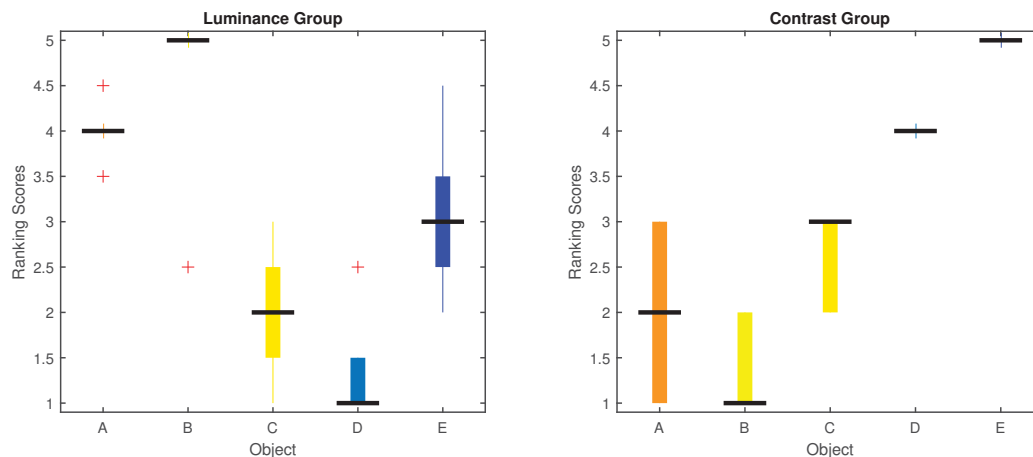 Luminance Group
5
4.5
4
3.5
3
2.5
2
1.5
1
Ranking Scores
A B C D E
Object
Contrast Group
5
4.5
4
3.5
3
2.5
2
1.5
1
Ranking Scores
A B C D E
Object